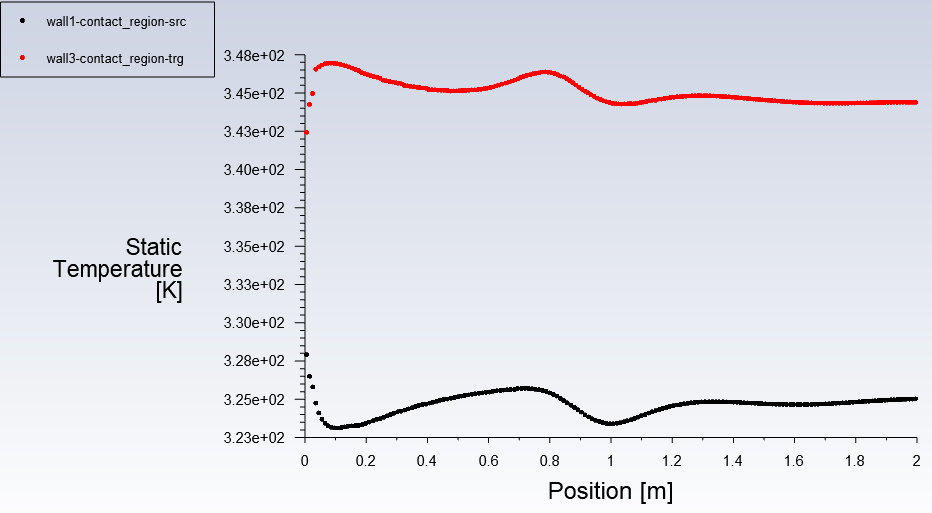 wall1-contact_region-src
wall3-contact_region-trg
3.48e+02
3.45e+02
3.43e+02
3.40e+02
3.38e+02
3.35e+02
3.33e+02
3.30e+02
3.28e+02
3.25e+02
3.23e+02
Static
Temperature
[K]
0 0.2 0.4 0.6 0.8 1 1.2 1.4 1.6 1.8 2
Position [m]